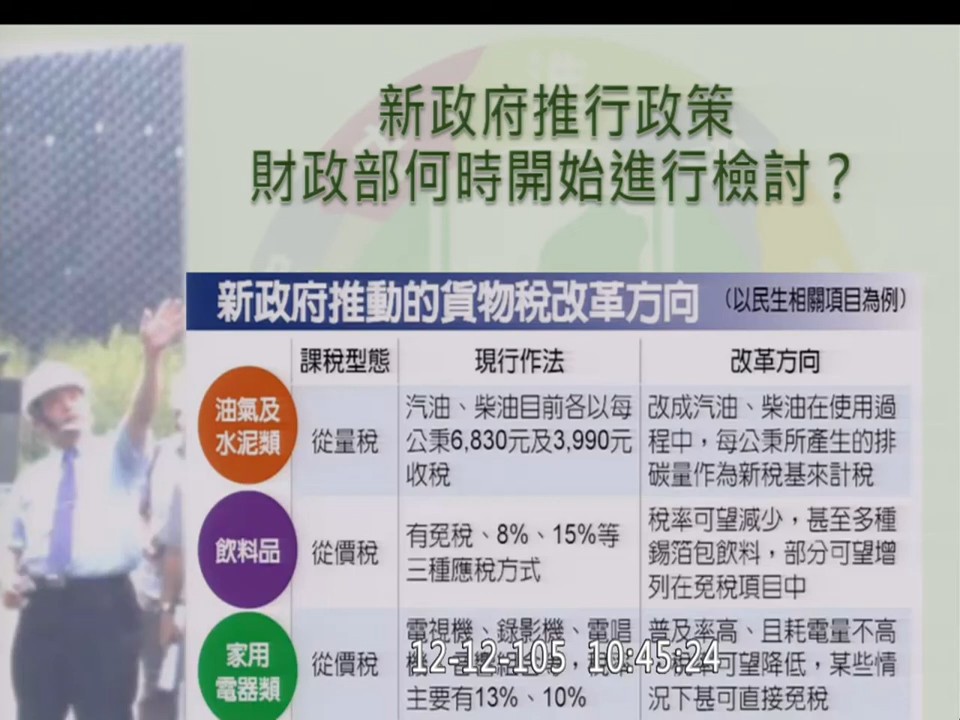 新政府推行政策
財政部何時開始進行檢討？
新政府推動的貨物稅改革方向（以民生相關項目為例）
課稅型態 現行作法 改革方向
油氣及
水泥類
從量稅
汽油、柴油目前各以每
公秉6,830元及3,990元
收稅
改成汽油、柴油在使用過
程中，每公秉所產生的排
碳量作為新稅基來計稅
飲料品
從價稅
有免稅、8%、15%等
三種應稅方式
稅率可望減少，甚至多種
錫箔包飲料，部分可望增
列在免稅項目中
家用
電器類
從價稅
電視機、錄影機、電唱
主要有13%、10%
普及率高、且耗電量不高
可望降低，某些情
況下甚可直接免稅
12-12-105 10:45:24